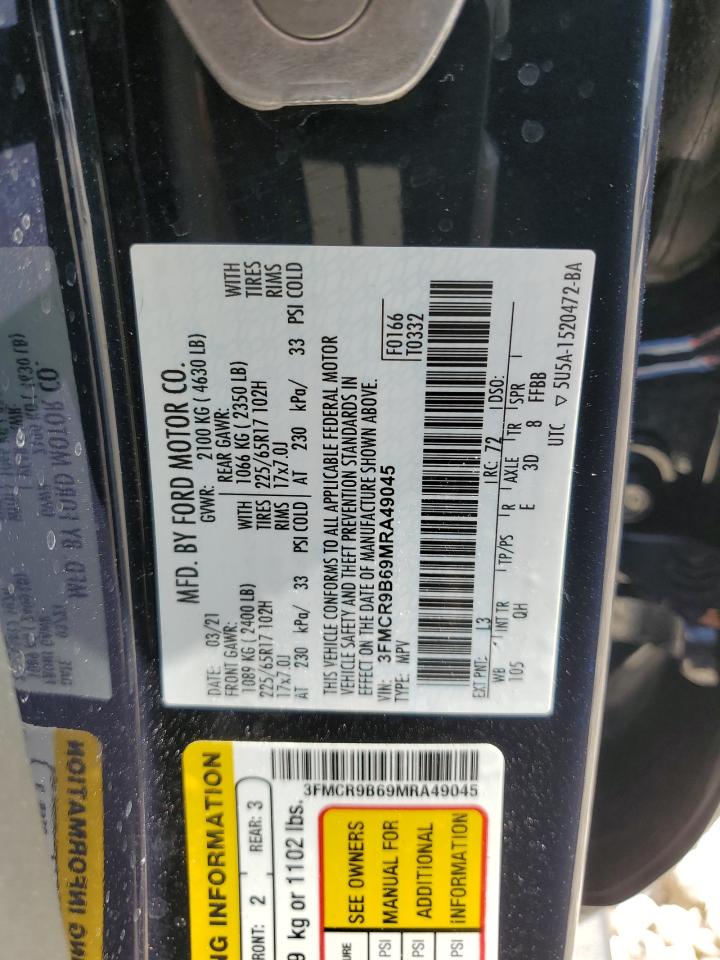 MFD. BY FORD MOTOR CO.
DATE: 03/21 GVWR: 2100 KG ( 4630 LB)
FRONT GAWR: WITH REAR GAWR: WITH
1089 KG ( 2400 LB) TIRES 1066 KG ( 2350 LB) TIRES
225/65R17 102H RIMS 225/65R17 102H RIMS
17x7.0J 17x7.0J
AT 230 kPa/ 33 PSI COLD AT 230 kPa/ 33 PSI COLD
THIS VEHICLE CONFORMS TO ALL APPLICABLE FEDERAL MOTOR
VEHICLE SAFETY AND THEFT PREVENTION STANDARDS IN
EFFECT ON THE DATE OF MANUFACTURE SHOWN ABOVE.
VIN: 3FMCR9B69MRA49045
TYPE: MPV
F0166
T0332
EXT PNT: L3 RC: 72 DSO:
WB INT TR TP/PS R AXLE TR SPR
105 QH E 3D 8 FFBB
UTC ▽ 5U5A-1520472-BA
NG INFORMATION
FRONT: 2 REAR: 3
9 kg or 1102 lbs.
3FMCR9B69MRA49045
SEE OWNERS
MANUAL FOR
ADDITIONAL
INFORMATION
PSI
PSI
PSI